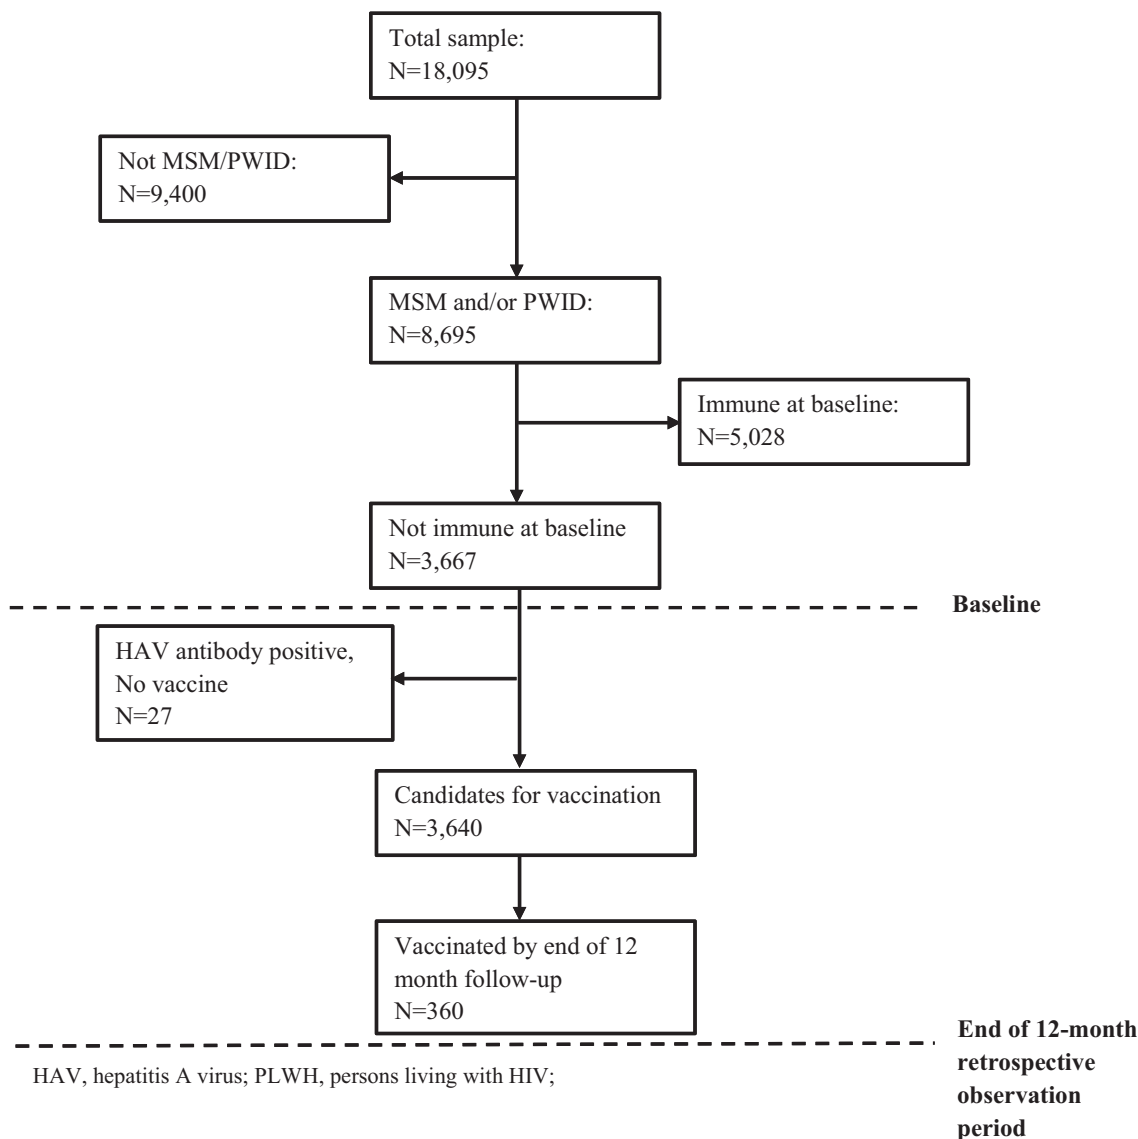 Total sample:
N=18,095
Not MSM/PWID:
N=9,400
MSM and/or PWID:
N=8,695
Immune at baseline:
N=5,028
Not immune at baseline
N=3,667
Baseline
HAV antibody positive,
No vaccine
N=27
Candidates for vaccination
N=3,640
Vaccinated by end of 12
month follow-up
N=360
End of 12-month
retrospective
observation
period
HAV, hepatitis A virus; PLWH, persons living with HIV;